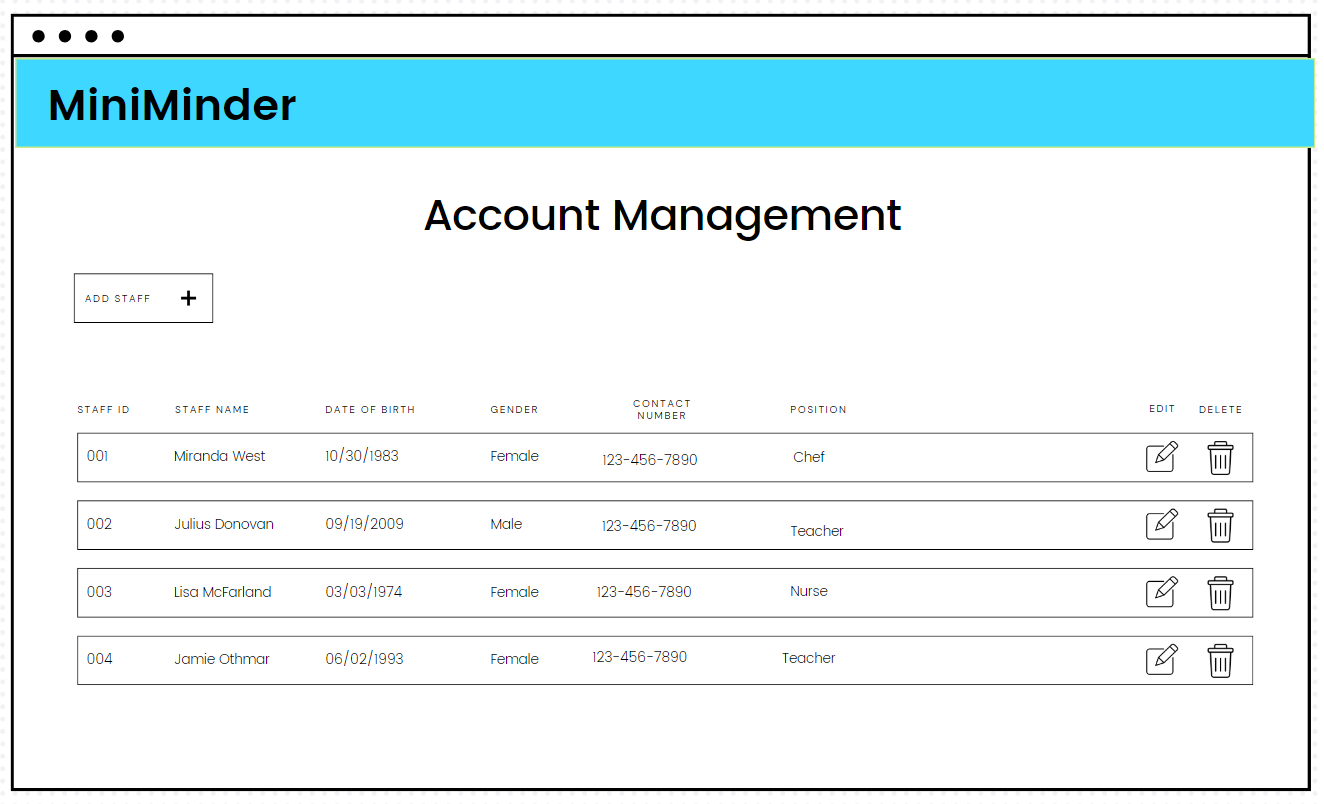 MiniMinder
Account Management
ADD STAFF +
STAFF ID STAFF NAME DATE OF BIRTH GENDER CONTACT NUMBER POSITION EDIT DELETE
001 Miranda West 10/30/1983 Female 123-456-7890 Chef
002 Julius Donovan 09/19/2009 Male 123-456-7890 Teacher
003 Lisa McFarland 03/03/1974 Female 123-456-7890 Nurse
004 Jamie Othmar 06/02/1993 Female 123-456-7890 Teacher